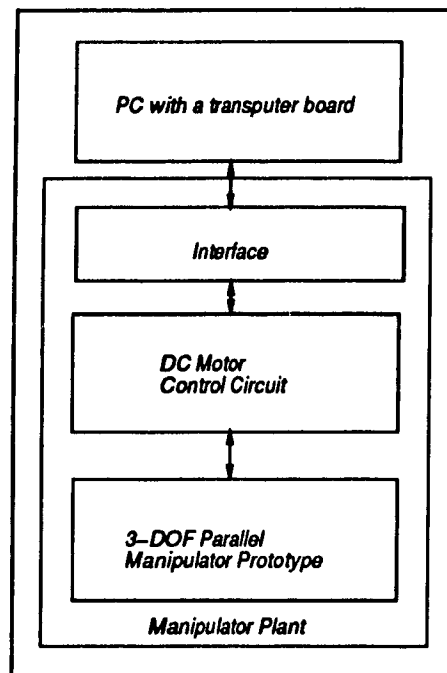 PC with a transputer board
Interface
DC Motor
Control Circuit
3-DOF Parallel
Manipulator Prototype
Manipulator Plant